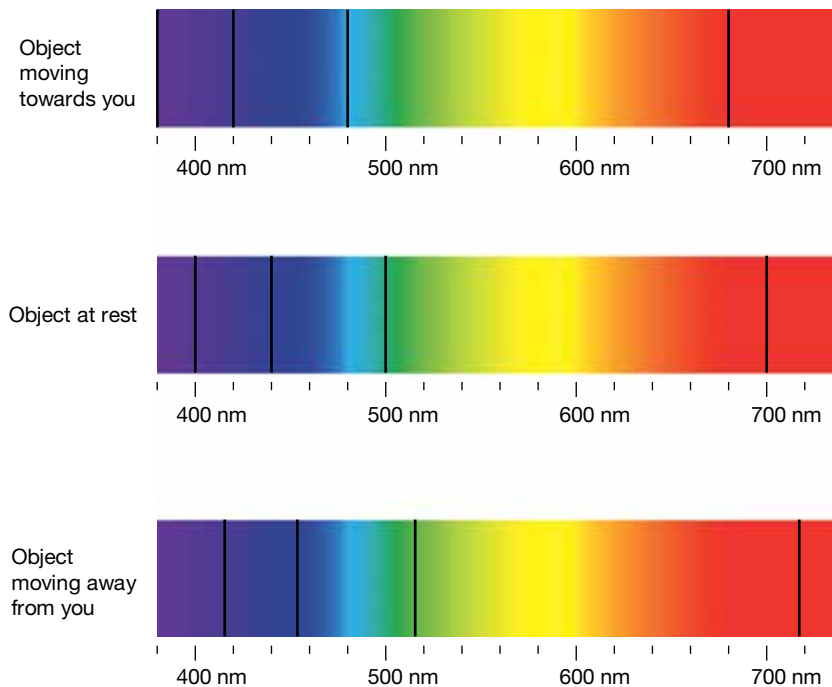 Object
moving
towards you
400 nm 500 nm 600 nm 700 nm
Object at rest
400 nm 500 nm 600 nm 700 nm
Object
moving away
from you
400 nm 500 nm 600 nm 700 nm